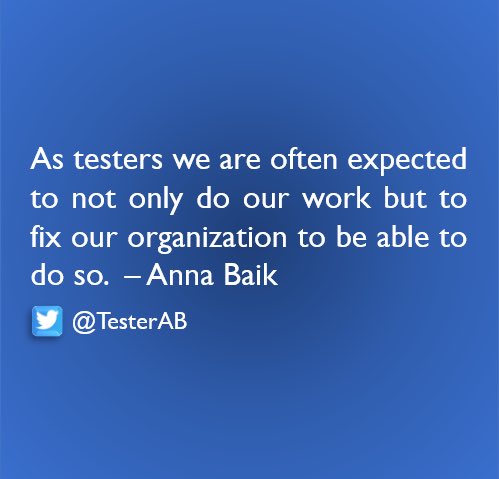 As testers we are often expected
to not only do our work but to
fix our organization to be able to
do so. – Anna Baik
@TesterAB